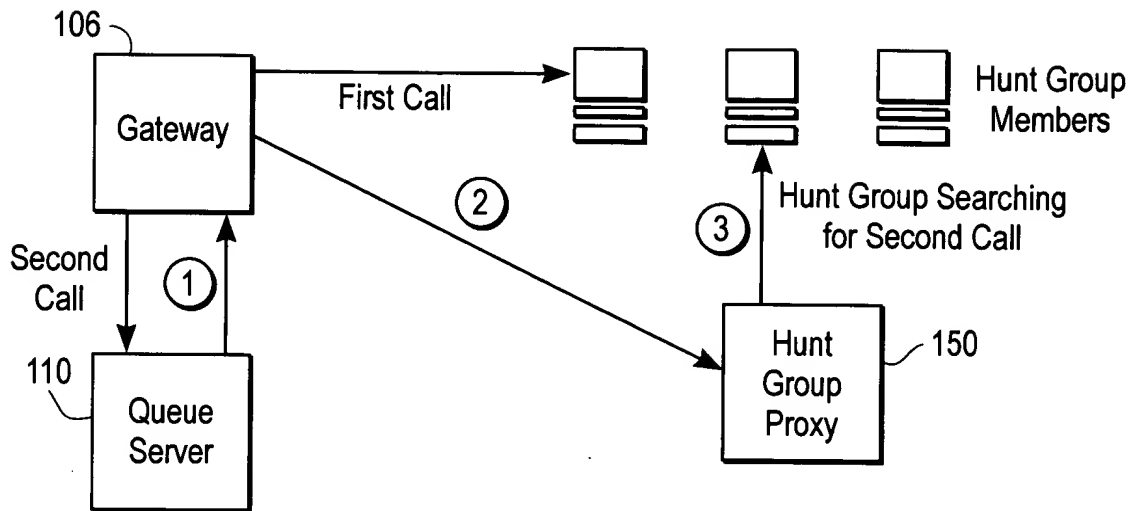 106
Gateway
First Call
Hunt Group
Members
2
Hunt Group Searching
for Second Call
3
Second
Call
1
110
Queue
Server
Hunt
Group
Proxy
150